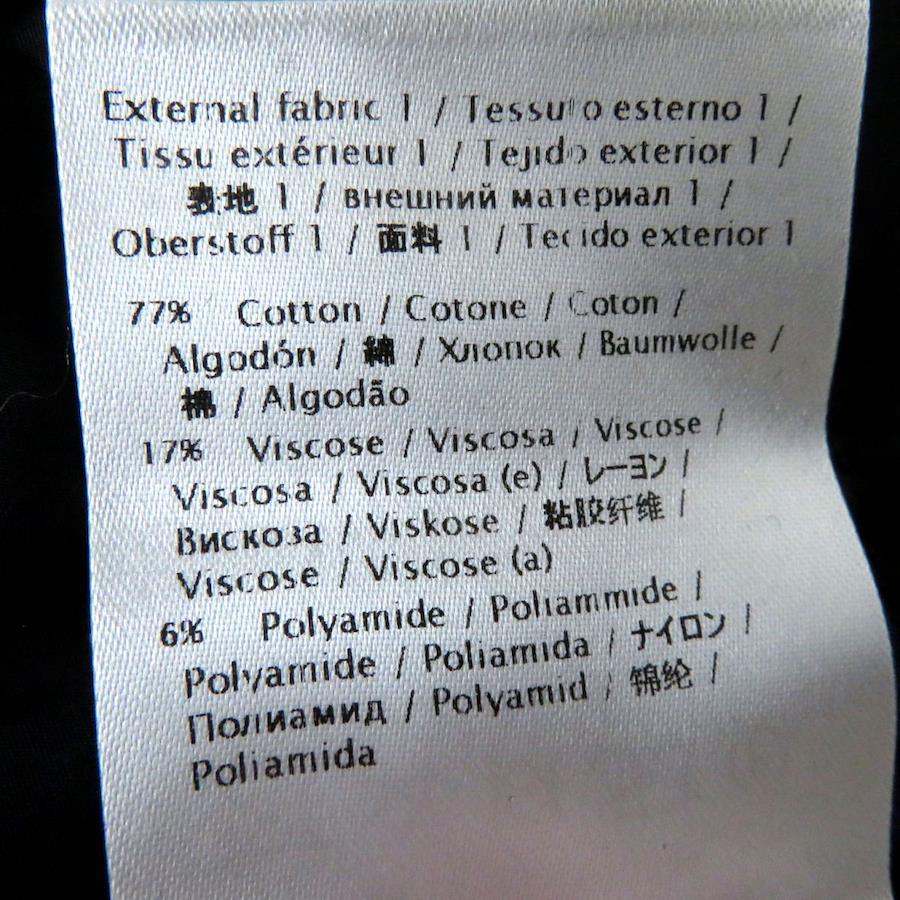 External fabric 1 / Tessuto esterno 1 /
Tissu extérieur 1 / Tejido exterior 1 /
表地 1 / внешний материал 1 /
Oberstoff 1 / 面料 1 / Tecido exterior 1
77% Cotton / Cotone / Coton /
Algodón / 綿 / Хлопок / Baumwolle /
棉 / Algodão
17% Viscose / Viscosa / Viscose /
Viscosa / Viscosa (e) / レーヨン /
Вискоза / Viskose / 粘胶纤维 /
Viscose / Viscose (a)
6% Polyamide / Poliammide /
Polyamide / Poliamida / ナイロン /
Полиамид / Polyamid / 锦纶 /
Poliamida